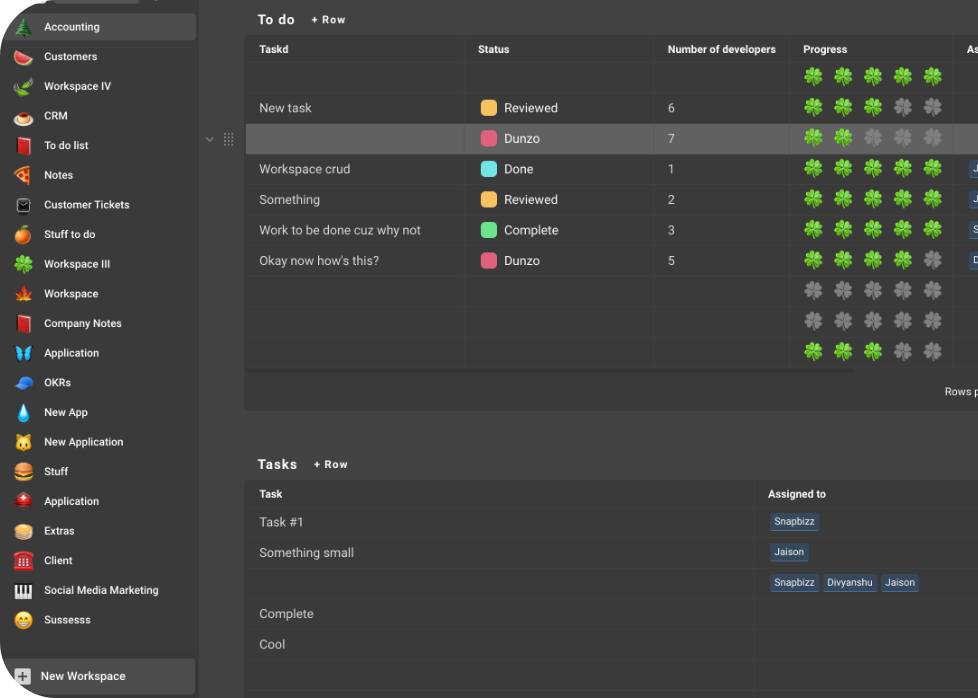 Accounting
Customers
Workspace IV
CRM
To do list
Notes
Customer Tickets
Stuff to do
Workspace III
Workspace
Company Notes
Application
OKRs
New App
New Application
Stuff
Application
Extras
Client
Social Media Marketing
Sussesss
+ New Workspace
To do + Row
Taskd Status Number of developers Progress As
New task Reviewed 6
Dunzo 7
Workspace crud Done 1 J
Something Reviewed 2 J
Work to be done cuz why not Complete 3 S
Okay now how's this? Dunzo 5 D
Rows p
Tasks + Row
Task Assigned to
Task #1 Snapbizz
Something small Jaison
Snapbizz Divyanshu Jaison
Complete
Cool